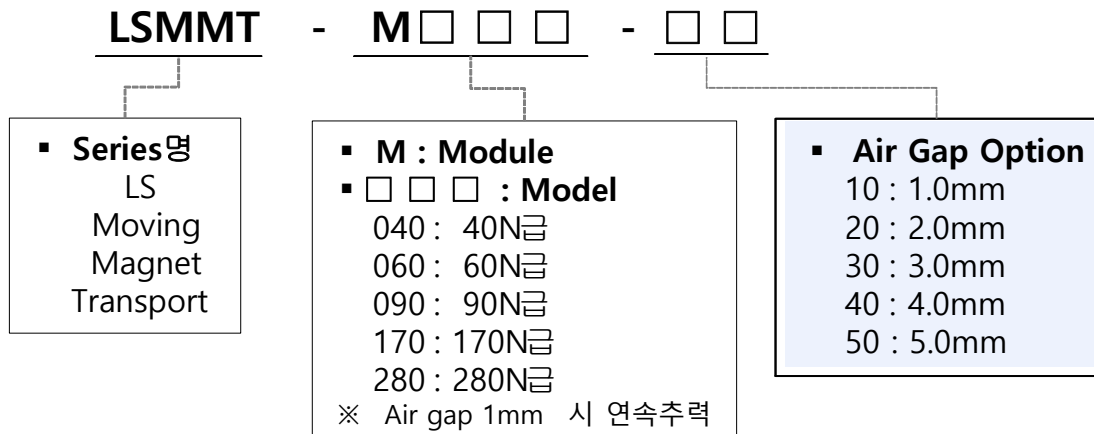 LSMMT - M□ □ □ - □ □
▪ Series명
LS
Moving
Magnet
Transport
▪ M : Module
▪ □ □ □ : Model
040 : 40N급
060 : 60N급
090 : 90N급
170 : 170N급
280 : 280N급
※ Air gap 1mm 시 연속추력
▪ Air Gap Option
10 : 1.0mm
20 : 2.0mm
30 : 3.0mm
40 : 4.0mm
50 : 5.0mm